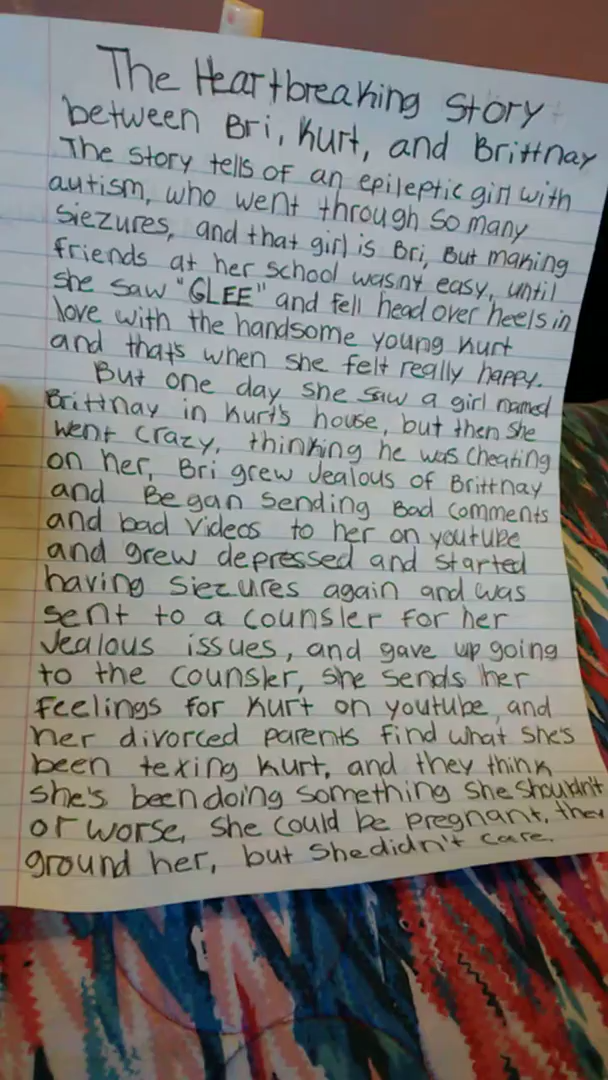 The Heartbreaking Story
between Bri, Kurt, and Brittnay
The story tells of an epileptic girl with
autism, who went through so many
siezures, and that girl is Bri, But making
friends at her school wasn't easy, until
she saw "GLEE" and fell head over heels in
love with the handsome young Kurt
and that's when she felt really happy.
But one day she saw a girl named
Brittnay in Kurt's house, but then she
went crazy, thinking he was cheating
on her, Bri grew Jealous of Brittnay
and Began sending Bad comments
and bad videos to her on youtube
and grew depressed and started
having siezures again and was
sent to a counsler for her
Jealous issues, and gave up going
to the counsler, she sends her
feelings for Kurt on youtube, and
her divorced parents find what she's
been texing Kurt, and they think
she's been doing something she shouldn't
or worse, she could be pregnant, they
ground her, but she didn't care.